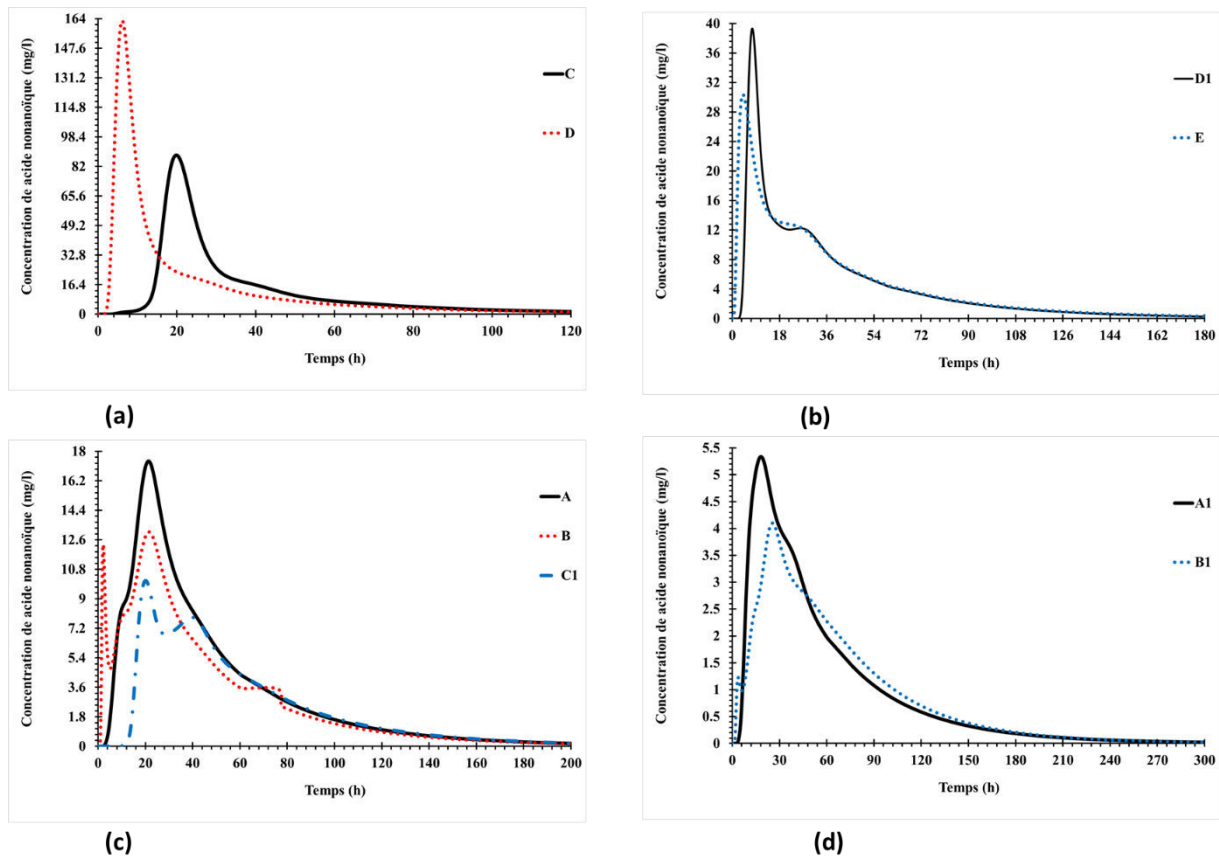 Concentration de acide nonanoïque (mg/l)
164
147.6
131.2
114.8
98.4
82
65.6
49.2
32.8
16.4
0
0 20 40 60 80 100 120
Temps (h)
C
D
(a)
Concentration de acide nonanoïque (mg/l)
40
36
32
28
24
20
16
12
8
4
0
0 18 36 54 72 90 108 126 144 162 180
Temps (h)
D1
E
(b)
Concentration de acide nonanoïque (mg/l)
18
16.2
14.4
12.6
10.8
9
7.2
5.4
3.6
1.8
0
0 20 40 60 80 100 120 140 160 180 200
Temps (h)
A
B
C1
(c)
Concentration de acide nonanoïque (mg/l)
5.5
5
4.5
4
3.5
3
2.5
2
1.5
1
0.5
0
0 30 60 90 120 150 180 210 240 270 300
Temps (h)
A1
B1
(d)